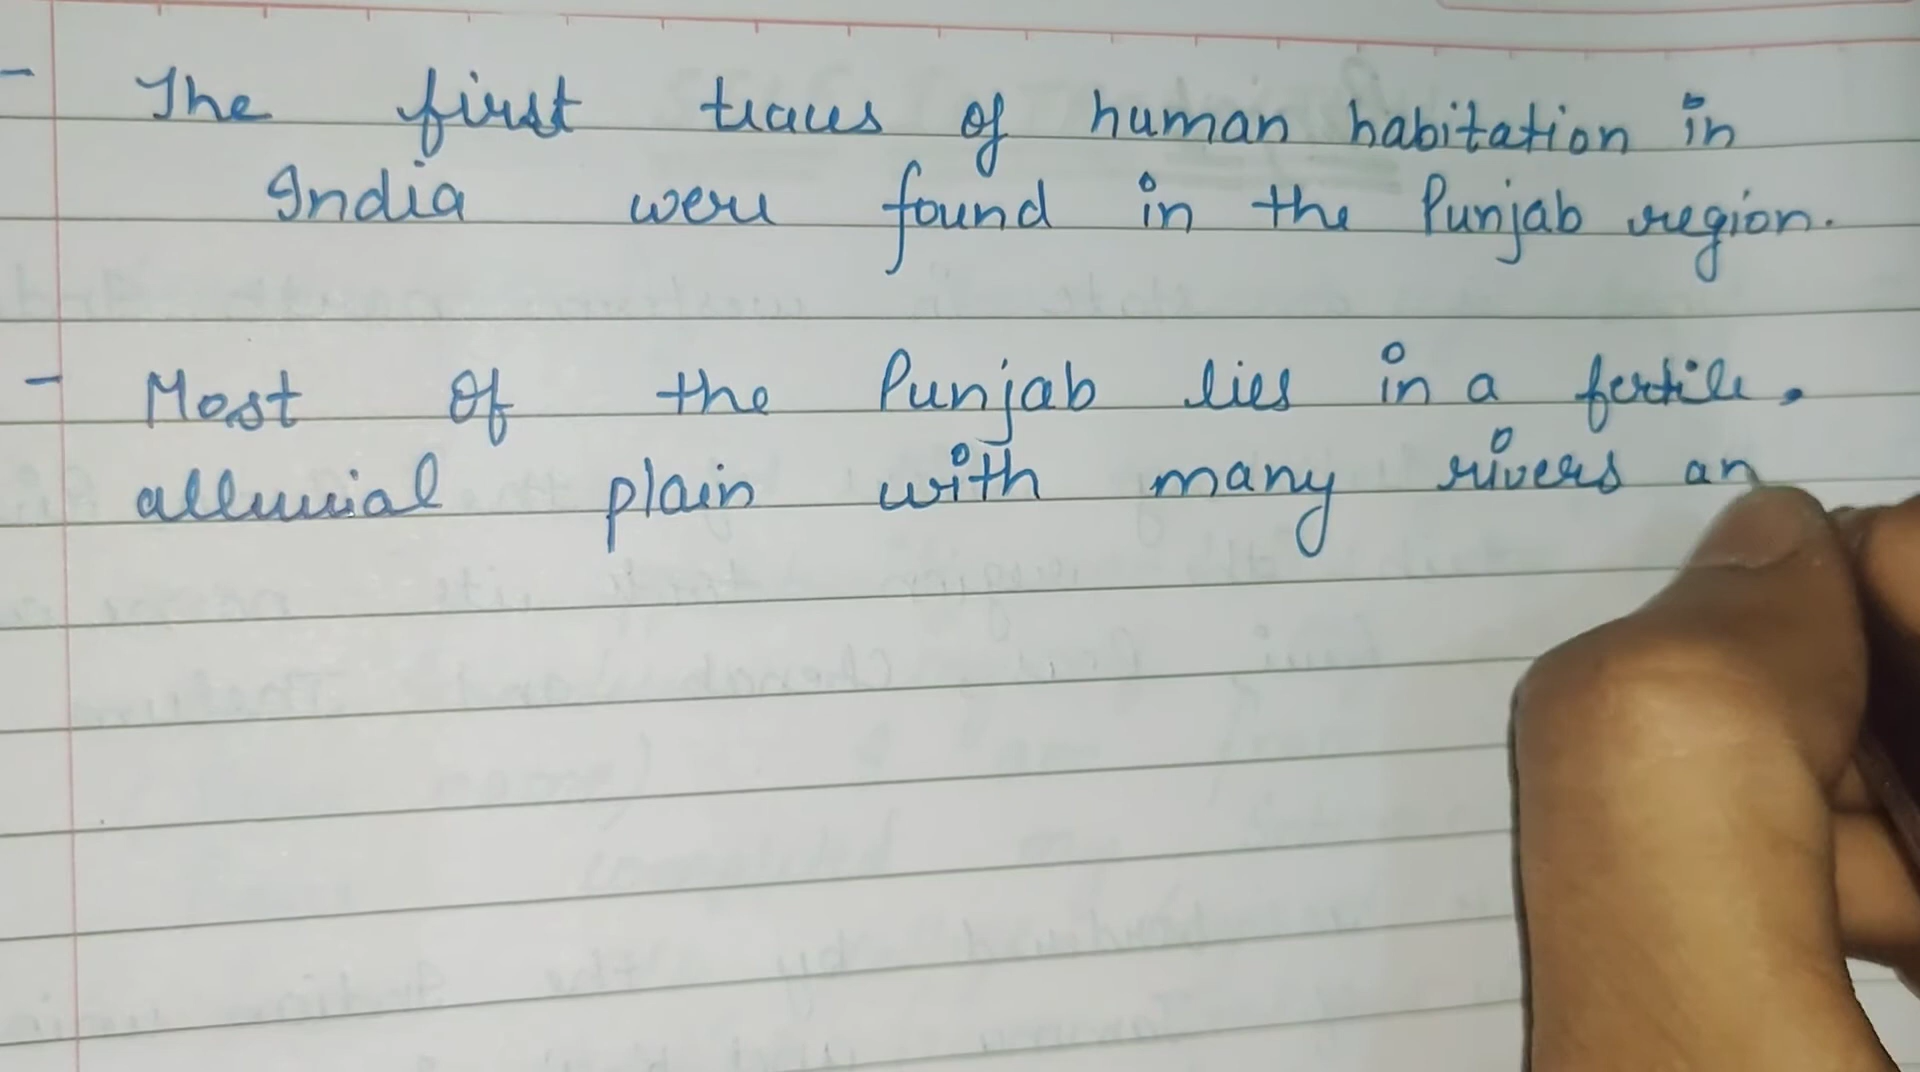 - The first traces of human habitation in
India were found in the Punjab region.
- Most of the Punjab lies in a fertile,
alluvial plain with many rivers an